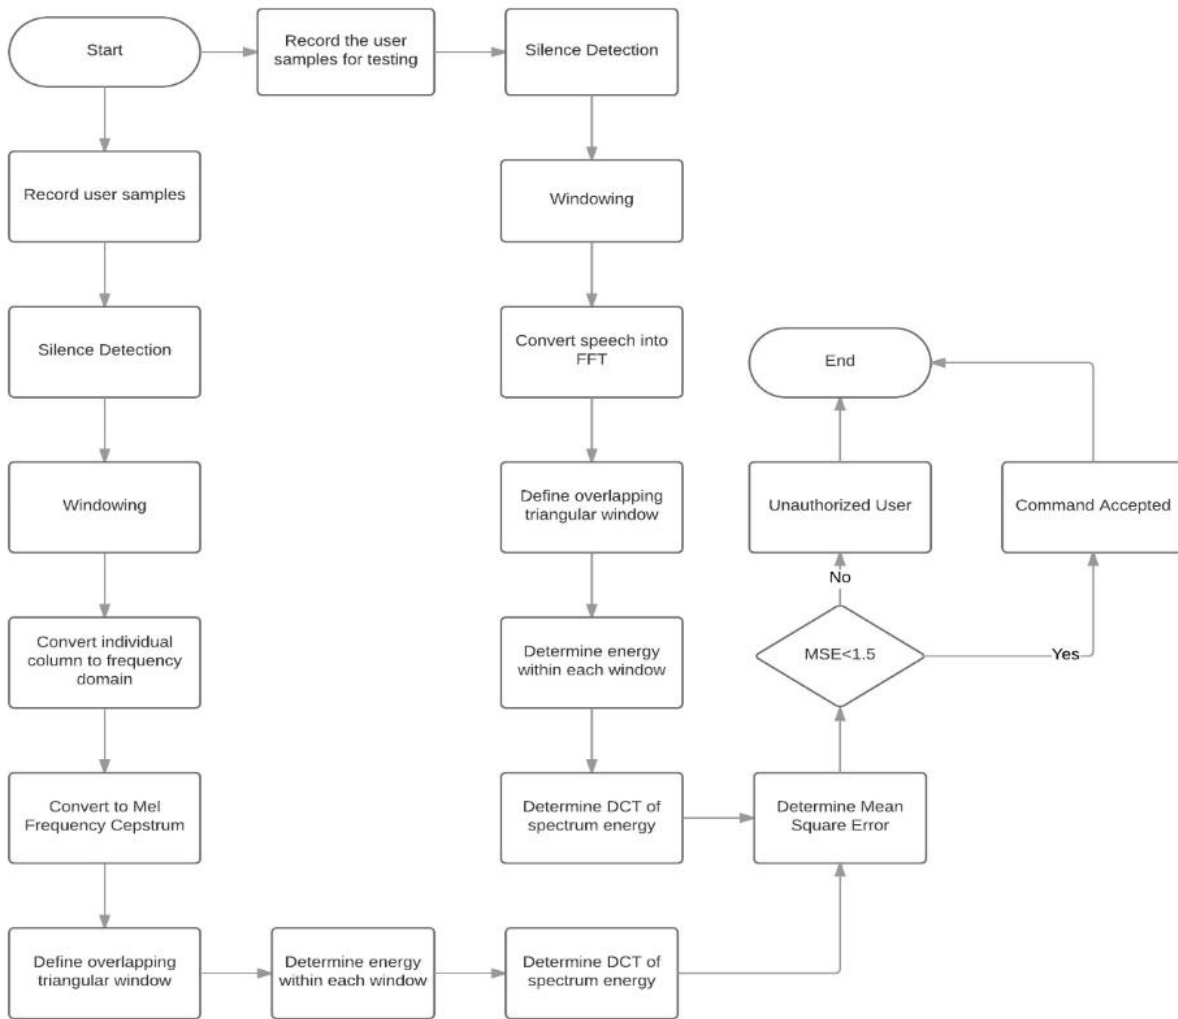 Start
Record the user
samples for testing
Silence Detection
Record user samples
Windowing
Silence Detection
Convert speech into
FFT
End
Windowing
Define overlapping
triangular window
Unauthorized User
Command Accepted
No
Convert individual
column to frequency
domain
Determine energy
within each window
MSE<1.5
Yes
Convert to Mel
Frequency Cepstrum
Determine DCT of
spectrum energy
Determine Mean
Square Error
Define overlapping
triangular window
Determine energy
within each window
Determine DCT of
spectrum energy